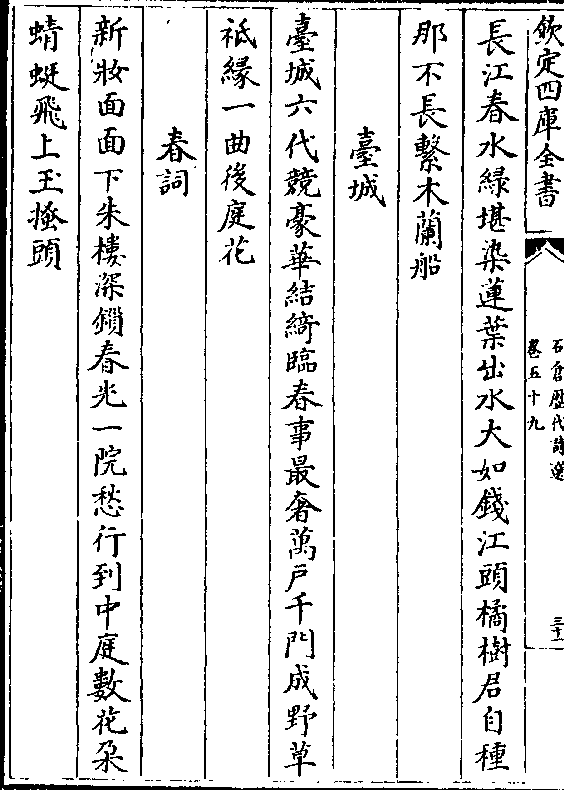 欽定四庫全書
石倉歴代詩選
卷五十九
三十一
長江春水緑堪染蓮葉出水大如錢江頭橘樹君自種
那不長繫木蘭船
臺城
臺城六代競豪華結綺臨春事最奢萬戸千門成野草
祗緣一曲後庭花
春詞
新妝面面下朱樓深鎖春光一院愁行到中庭數花朶
蜻蜓飛上玉搔頭